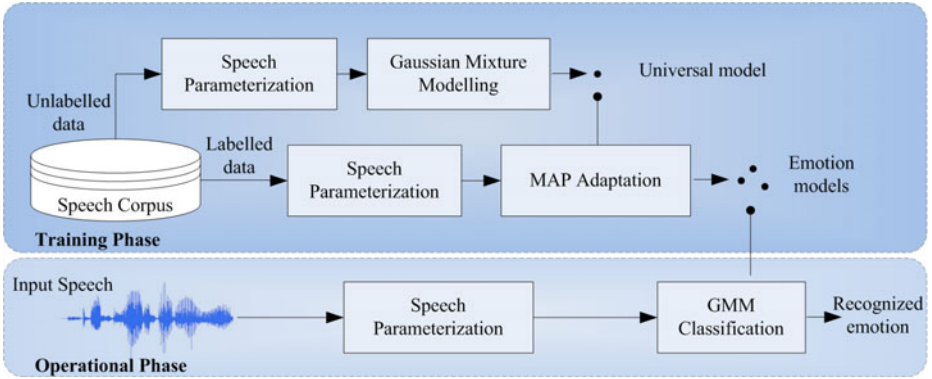 Speech
Parameterization
Gaussian Mixture
Modelling
Universal model
Unlabelled
data
Labelled
data
Speech
Parameterization
MAP Adaptation
Emotion
models
Speech Corpus
Training Phase
Input Speech
Speech
Parameterization
GMM
Classification
Recognized
emotion
Operational Phase